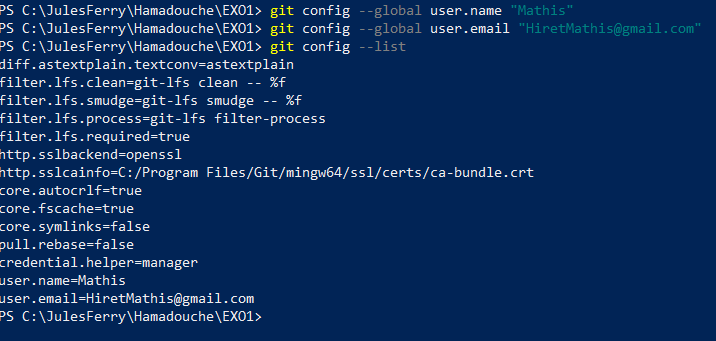 PS C:\JulesFerry\Hamadouche\EXO1> git config --global user.name "Mathis"
PS C:\JulesFerry\Hamadouche\EXO1> git config --global user.email "HiretMathis@gmail.com"
PS C:\JulesFerry\Hamadouche\EXO1> git config --list
diff.astextplain.textconv=astextplain
filter.lfs.clean=git-lfs clean -- %f
filter.lfs.smudge=git-lfs smudge -- %f
filter.lfs.process=git-lfs filter-process
filter.lfs.required=true
http.sslbackend=openssl
http.sslcainfo=C:/Program Files/Git/mingw64/ssl/certs/ca-bundle.crt
core.autocrlf=true
core.fscache=true
core.symlinks=false
pull.rebase=false
credential.helper=manager
user.name=Mathis
user.email=HiretMathis@gmail.com
PS C:\JulesFerry\Hamadouche\EXO1>